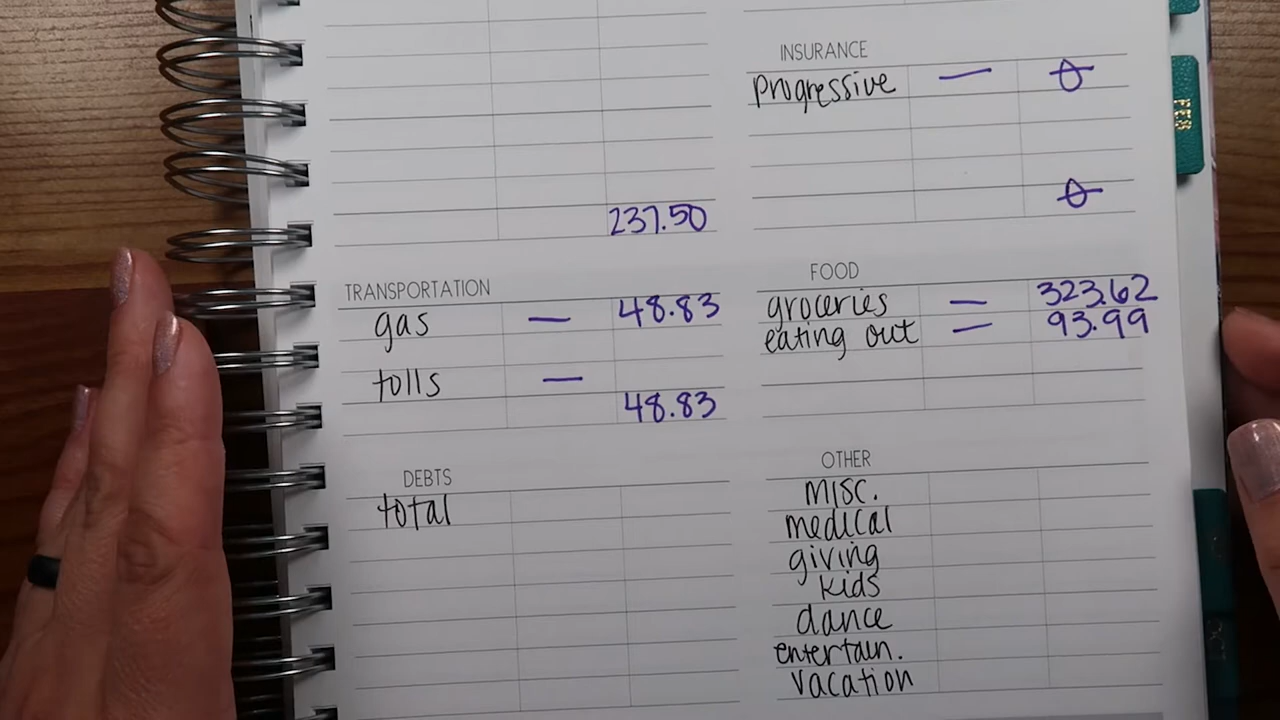 INSURANCE
progressive — 0
0
237.50
TRANSPORTATION
gas — 48.83
tolls —
48.83
FOOD
groceries — 323.62
eating out — 93.99
DEBTS
total
OTHER
misc.
medical
giving
kids
dance
entertain.
vacation
FEB